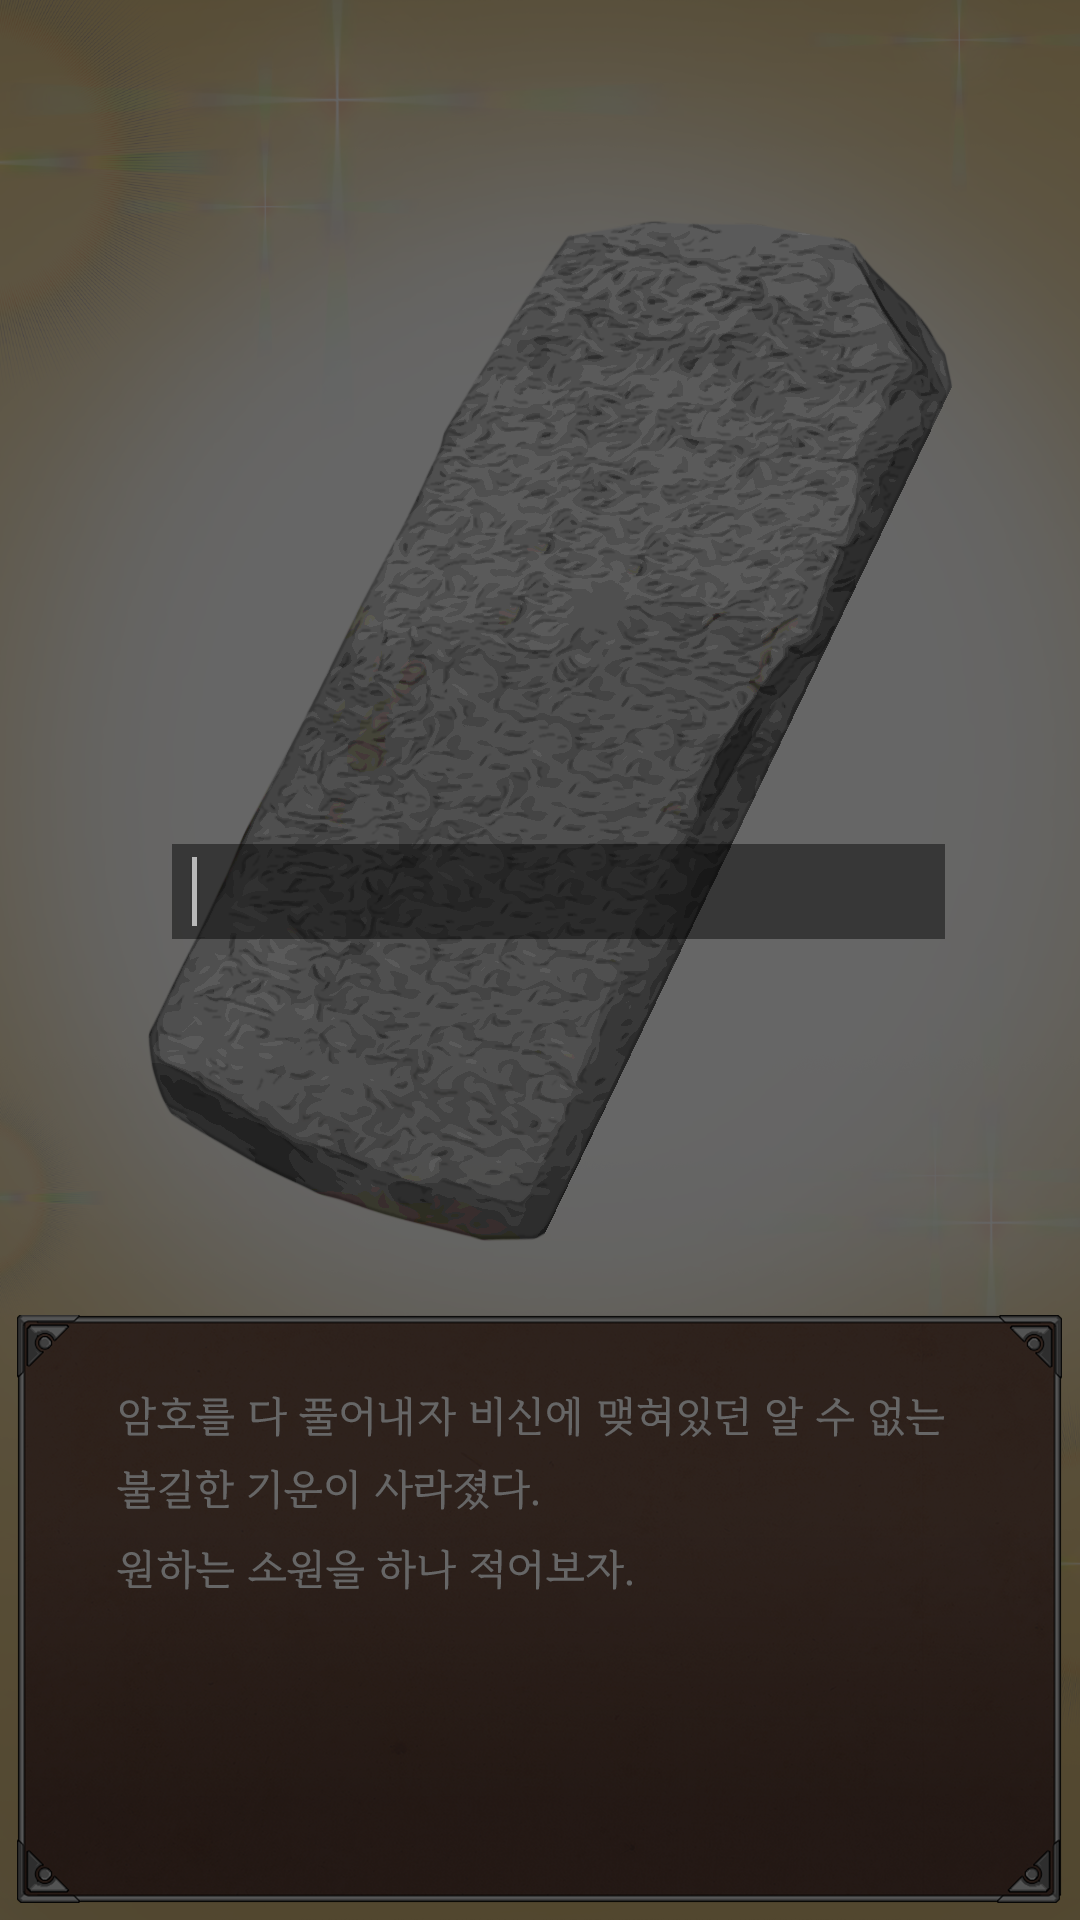 암호를 다 풀어내자 비신에 맺혀있던 알 수 없는
불길한 기운이 사라졌다.
원하는 소원을 하나 적어보자.